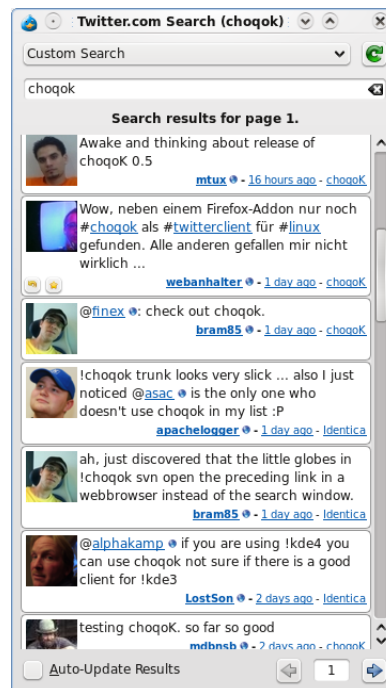 Twitter.com Search (choqok)
Custom Search
choqok
Search results for page 1.
Awake and thinking about release of
choqoK 0.5
mtux - 16 hours ago - choqoK
Wow, neben einem Firefox-Addon nur noch
#choqok als #twitterclient für #linux
gefunden. Alle anderen gefallen mir nicht
wirklich ...
webanhalter - 1 day ago - choqoK
@finex : check out choqok.
bram85 - 1 day ago - choqoK
!choqok trunk looks very slick ... also I just
noticed @asac is the only one who
doesn't use choqok in my list :P
apachelogger - 1 day ago - Identica
ah, just discovered that the little globes in
!choqok svn open the preceding link in a
webbrowser instead of the search window.
bram85 - 1 day ago - Identica
@alphakamp if you are using !kde4 you
can use choqok not sure if there is a good
client for !kde3
LostSon - 2 days ago - Identica
testing choqoK. so far so good
mdbnsb - 2 days ago - choqoK
Auto-Update Results
1